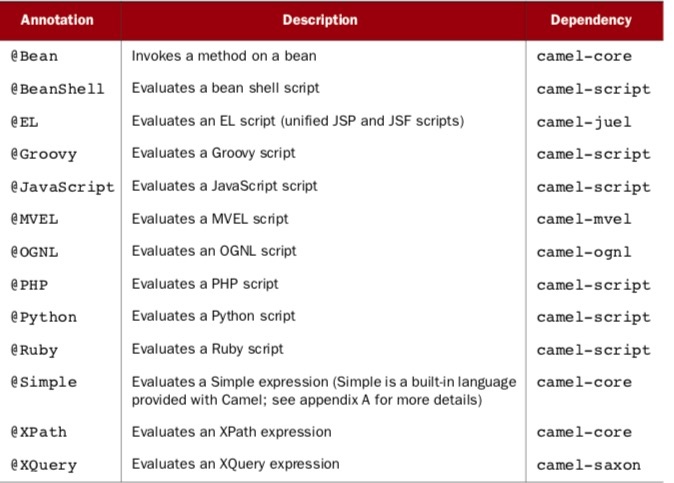 Annotation Description Dependency
@Bean Invokes a method on a bean camel-core
@BeanShell Evaluates a bean shell script camel-script
@EL Evaluates an EL script (unified JSP and JSF scripts) camel-juel
@Groovy Evaluates a Groovy script camel-script
@JavaScript Evaluates a JavaScript script camel-script
@MVEL Evaluates a MVEL script camel-mvel
@OGNL Evaluates an OGNL script camel-ognl
@PHP Evaluates a PHP script camel-script
@Python Evaluates a Python script camel-script
@Ruby Evaluates a Ruby script camel-script
@Simple Evaluates a Simple expression (Simple is a built-in language camel-core
provided with Camel; see appendix A for more details)
@XPath Evaluates an XPath expression camel-core
@XQuery Evaluates an XQuery expression camel-saxon